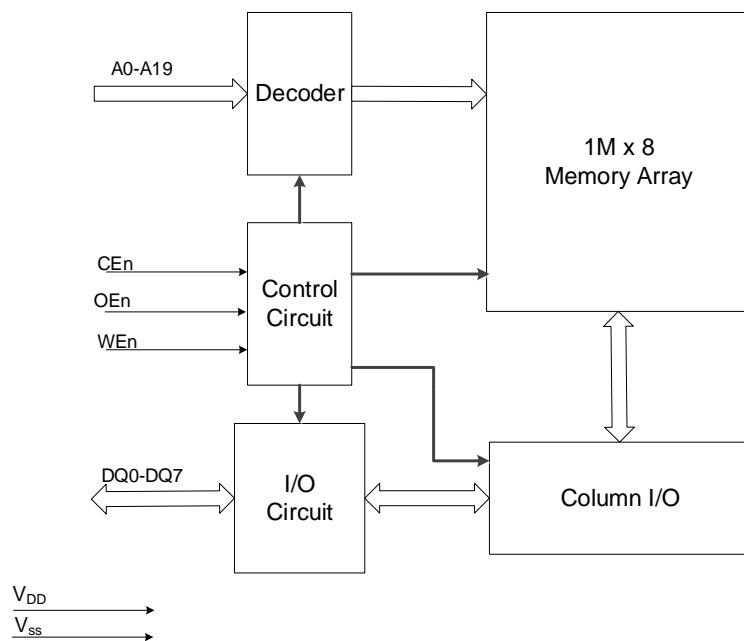 A0-A19
Decoder
1M x 8
Memory Array
CEn
OEn
WEn
Control
Circuit
DQ0-DQ7
I/O
Circuit
Column I/O
VDD
Vss